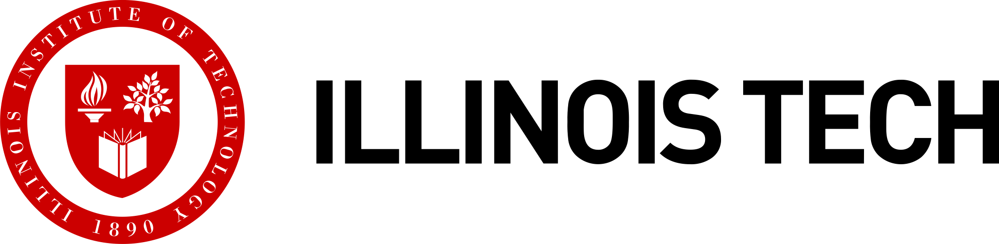 ILLINOIS INSTITUTE OF TECHNOLOGY
1890
ILLINOIS TECH